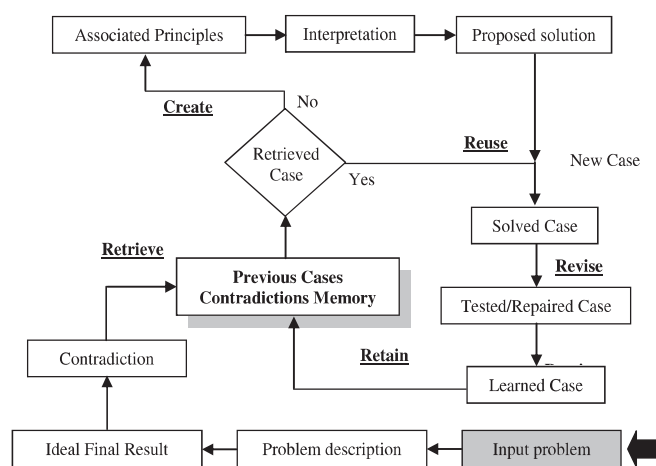 Associated Principles
Interpretation
Proposed solution
Create
No
Retrieved
Case
Yes
Reuse
New Case
Solved Case
Retrieve
Previous Cases
Contradictions Memory
Revise
Tested/Repaired Case
Contradiction
Retain
Learned Case
Ideal Final Result
Problem description
Input problem